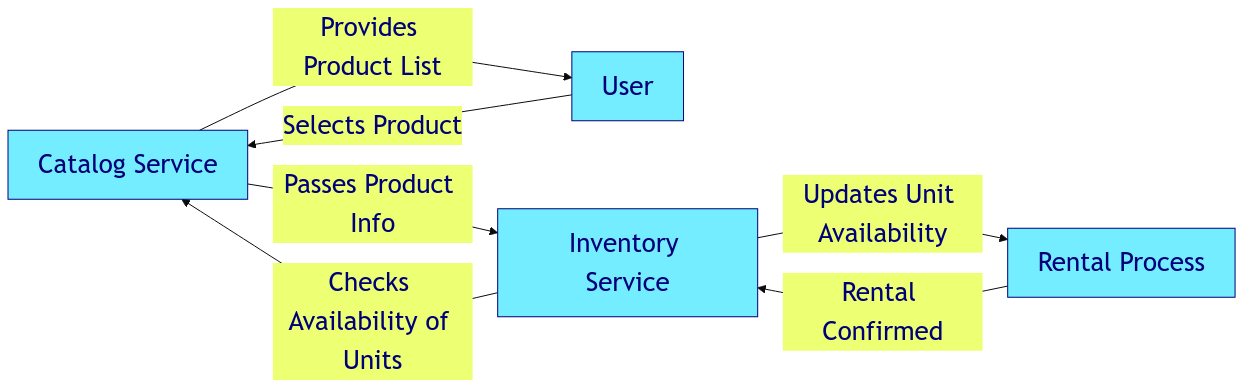 Provides
Product List
User
Selects Product
Catalog Service
Passes Product
Info
Updates Unit
Availability
Inventory
Service
Rental Process
Checks
Availability of
Units
Rental
Confirmed